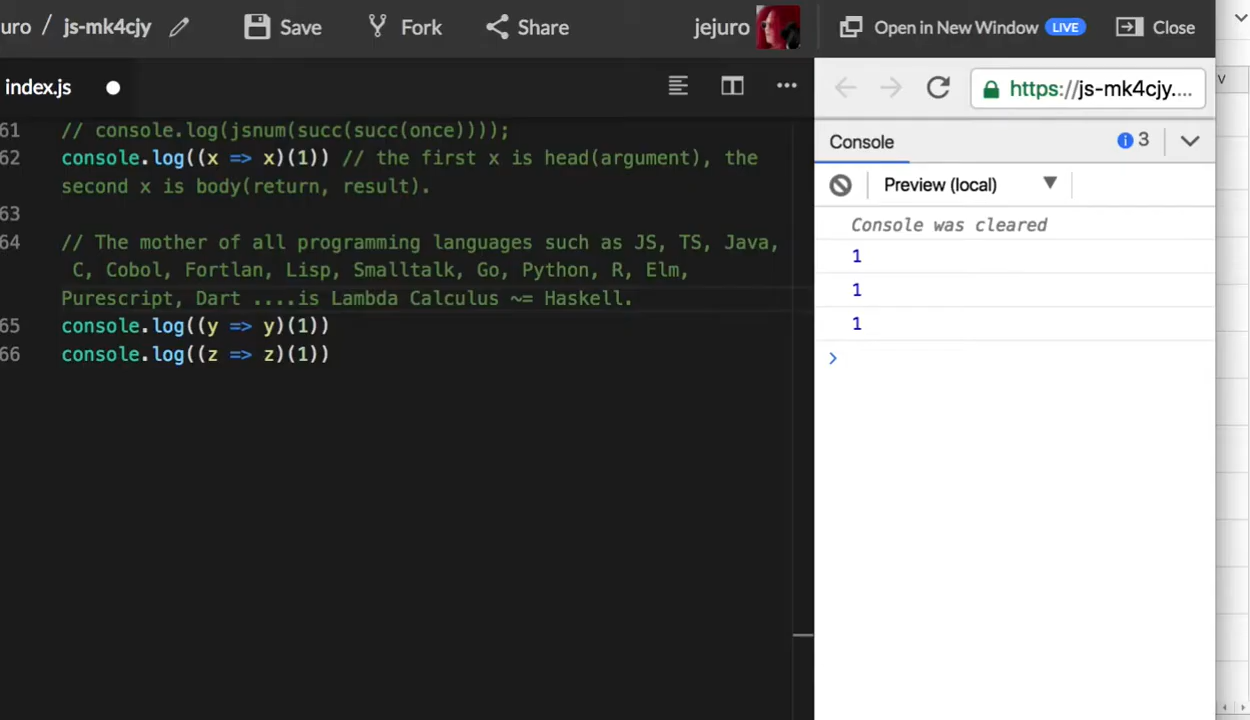 uro / js-mk4cjy Save Fork Share jejuro Open in New Window LIVE Close
index.js https://js-mk4cjy....
V
Console 3
Preview (local)
61 // console.log(jsnum(succ(succ(once))));
62 console.log((x => x)(1)) // the first x is head(argument), the
second x is body(return, result).
63
64 // The mother of all programming languages such as JS, TS, Java,
C, Cobol, Fortlan, Lisp, Smalltalk, Go, Python, R, Elm,
Purescript, Dart ....is Lambda Calculus ~= Haskell.
65 console.log((y => y)(1))
66 console.log((z => z)(1))
Console was cleared
1
1
1
>